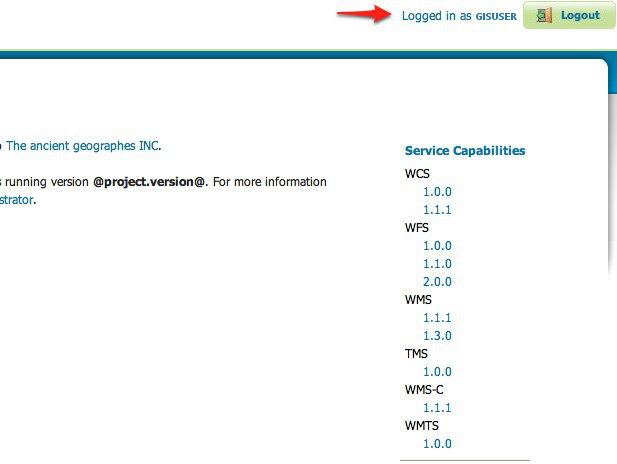 Logged in as GISUSER Logout
The ancient geographes INC.
running version @project.version@. For more information
strator.
Service Capabilities
WCS
1.0.0
1.1.1
WFS
1.0.0
1.1.0
2.0.0
WMS
1.1.1
1.3.0
TMS
1.0.0
WMS-C
1.1.1
WMTS
1.0.0